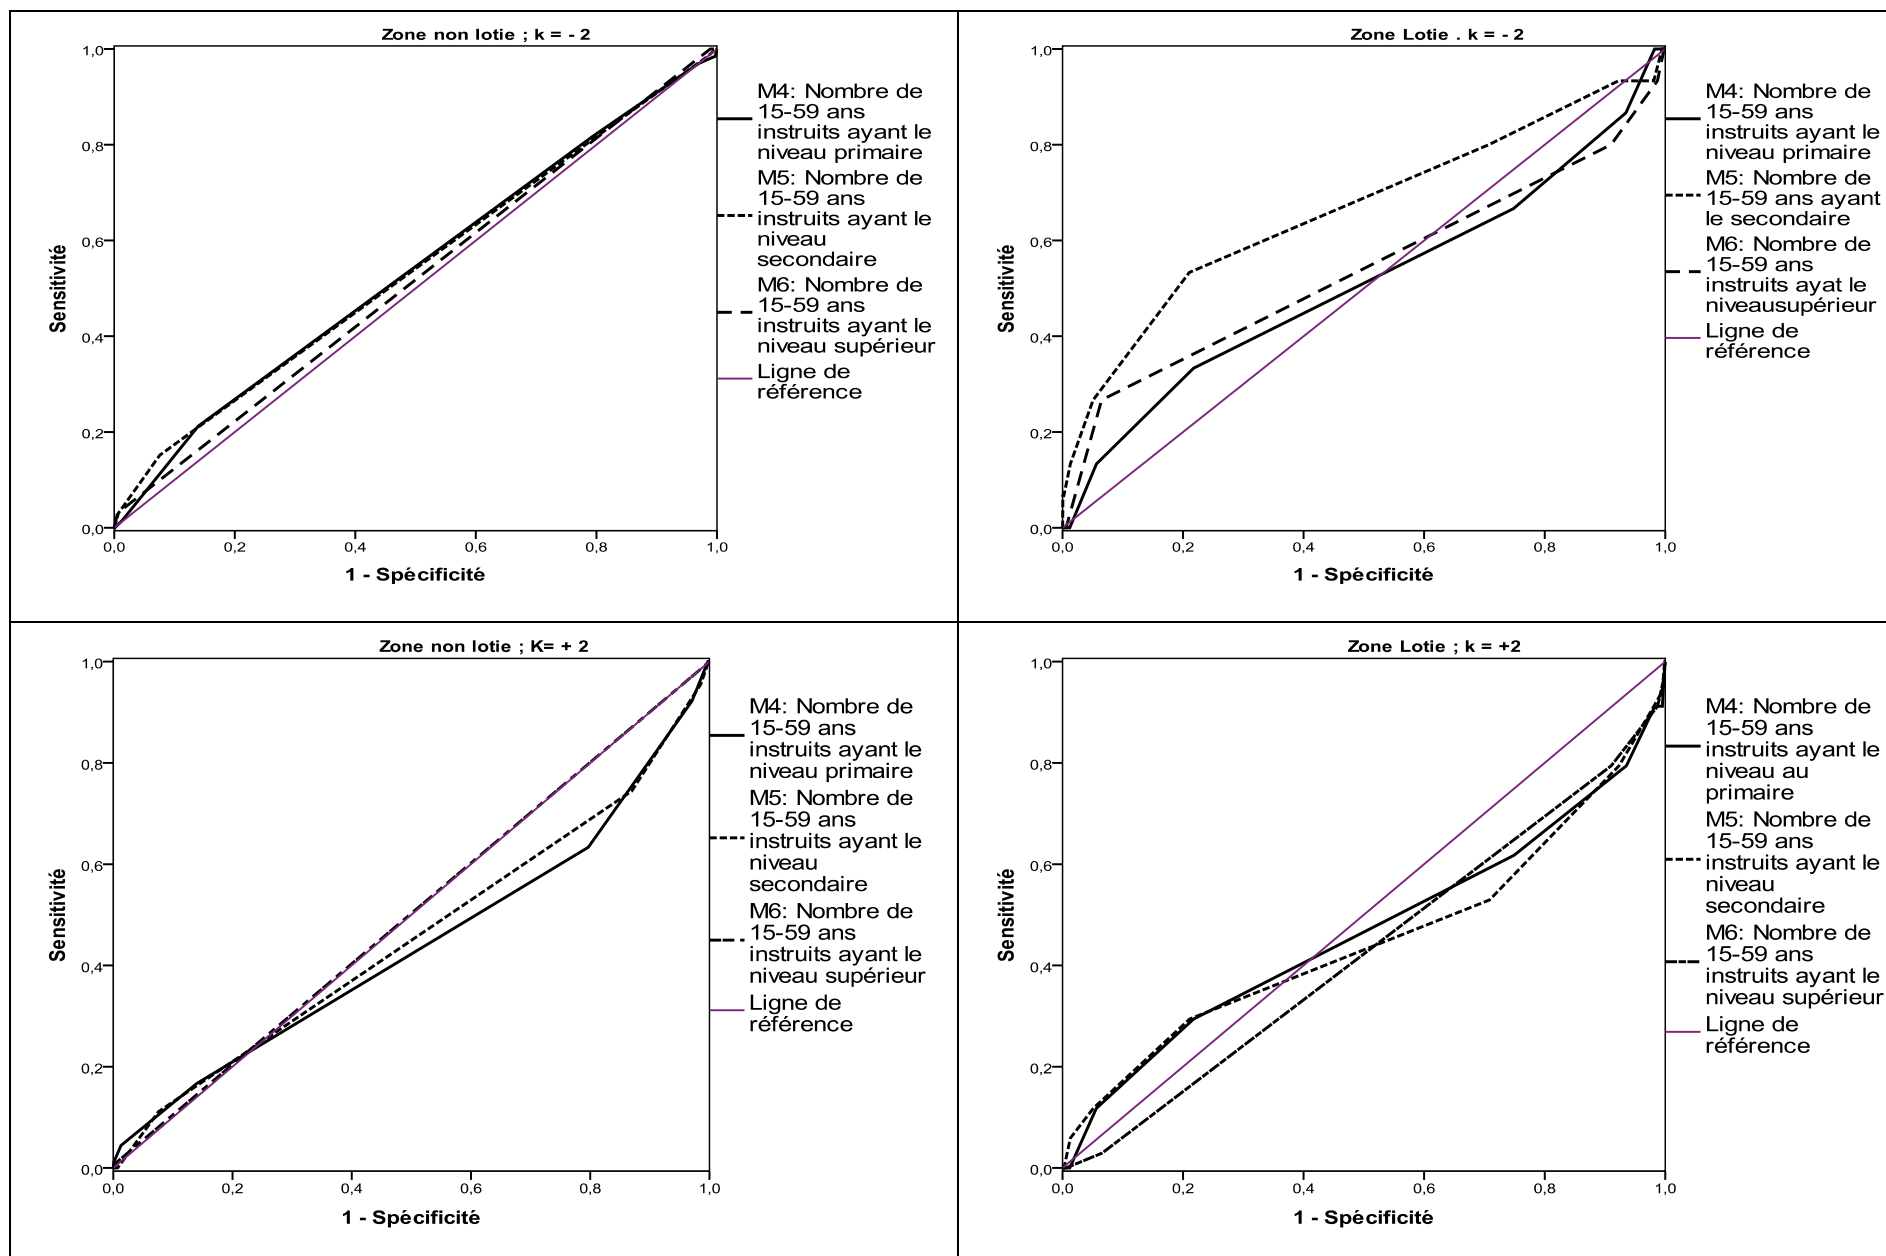 Zone non lotie ; k = - 2
1,0
0,8
0,6
0,4
0,2
0,0
Sensitivité
0,0 0,2 0,4 0,6 0,8 1,0
1 - Spécificité
M4: Nombre de
15-59 ans
instruits ayant le
niveau primaire
M5: Nombre de
15-59 ans
instruits ayant le
niveau
secondaire
M6: Nombre de
15-59 ans
instruits ayant le
niveau supérieur
Ligne de
référence
Zone Lotie . k = - 2
1,0
0,8
0,6
0,4
0,2
0,0
Sensitivité
0,0 0,2 0,4 0,6 0,8 1,0
1 - Spécificité
M4: Nombre de
15-59 ans
instruits ayant le
niveau primaire
M5: Nombre de
15-59 ans ayant
le secondaire
M6: Nombre de
15-59 ans
instruits ayat le
niveausupérieur
Ligne de
référence
Zone non lotie ; K= + 2
1,0
0,8
0,6
0,4
0,2
0,0
Sensitivité
0,0 0,2 0,4 0,6 0,8 1,0
1 - Spécificité
M4: Nombre de
15-59 ans
instruits ayant le
niveau primaire
M5: Nombre de
15-59 ans
instruits ayant le
niveau
secondaire
M6: Nombre de
15-59 ans
instruits ayant le
niveau supérieur
Ligne de
référence
Zone Lotie ; k = +2
1,0
0,8
0,6
0,4
0,2
0,0
Sensitivité
0,0 0,2 0,4 0,6 0,8 1,0
1 - Spécificité
M4: Nombre de
15-59 ans
instruits ayant le
niveau au
primaire
M5: Nombre de
15-59 ans
instruits ayant le
niveau
secondaire
M6: Nombre de
15-59 ans
instruits ayant le
niveau supérieur
Ligne de
référence